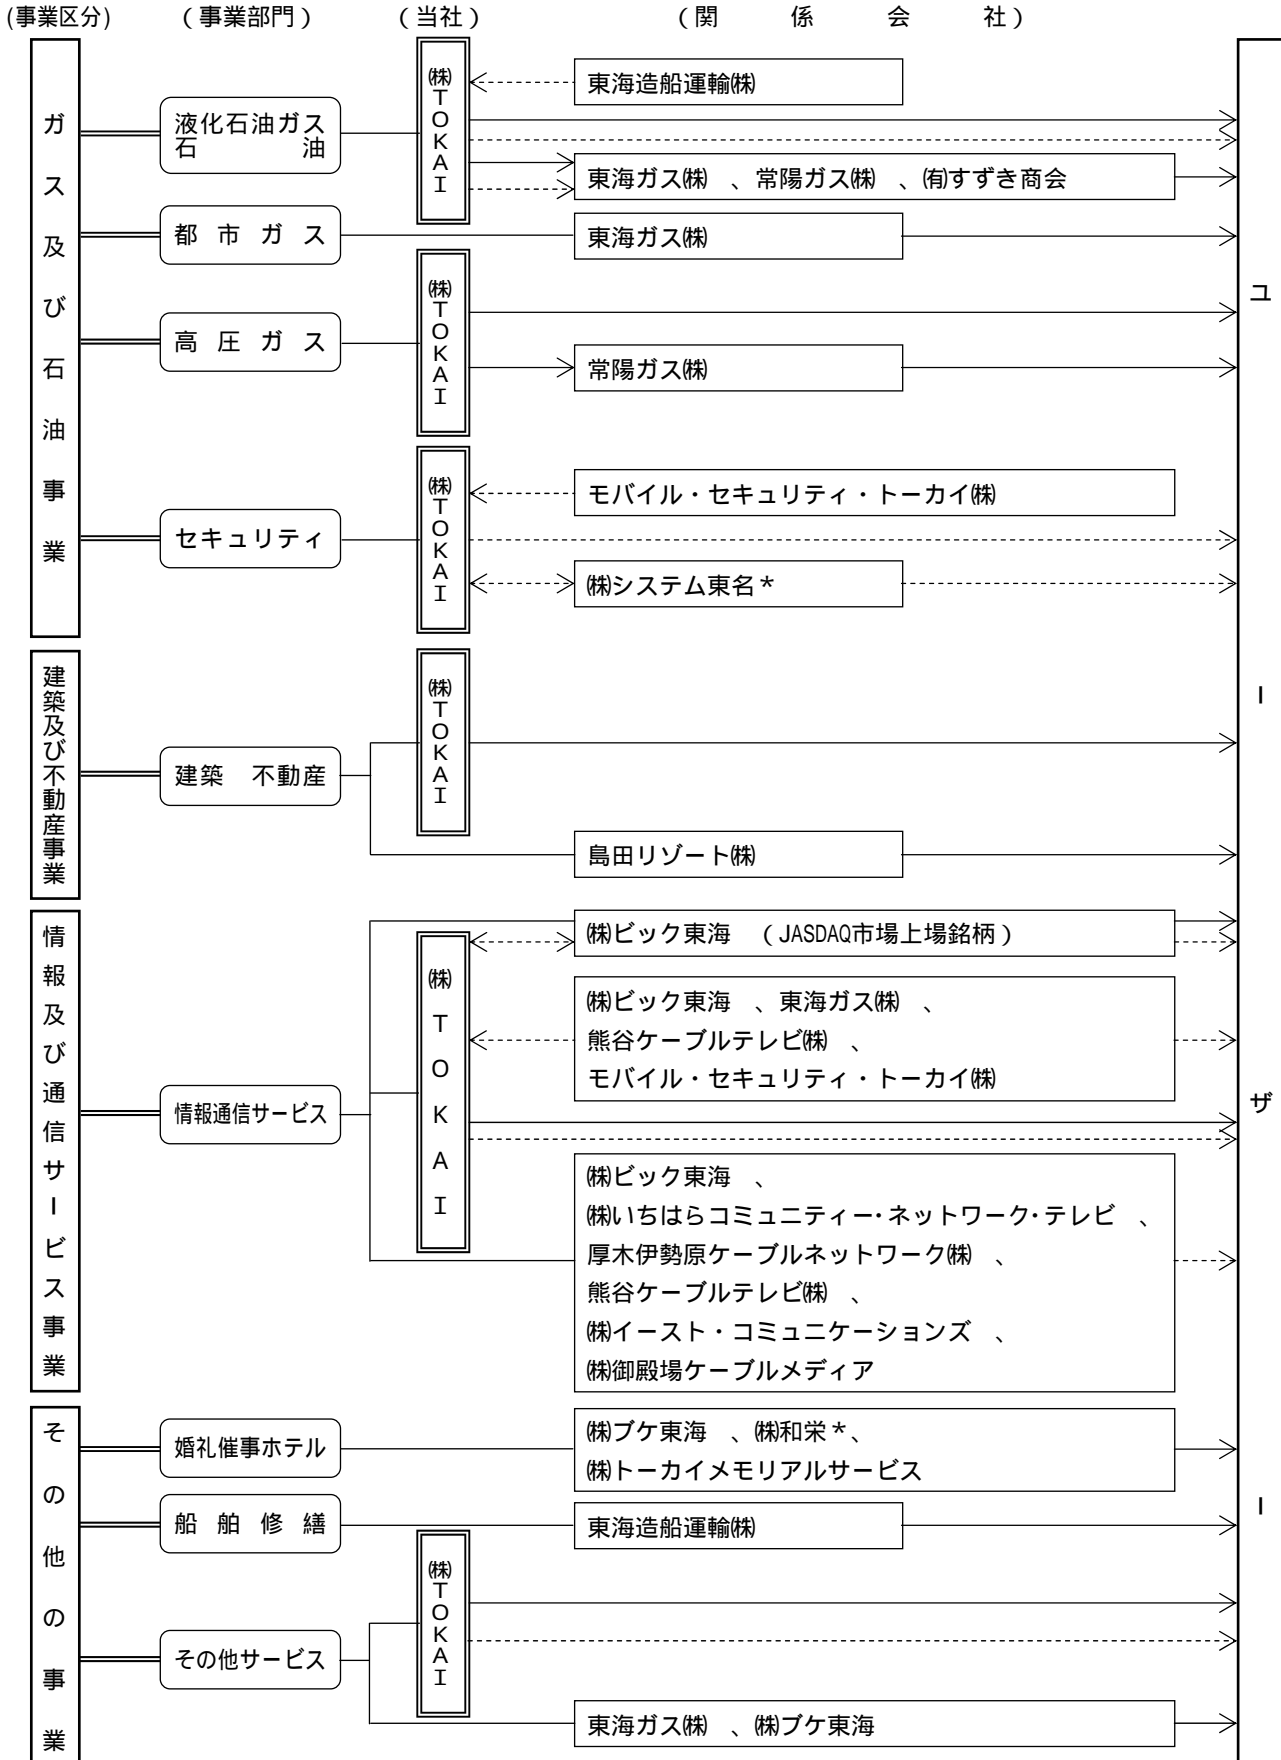 (事業区分)
(事業部門)
(当社)
(関　係　会　社)
ガス及び石油事業
液化石油ガス
石　　　油
㈱TOKAI
東海造船運輸㈱
東海ガス㈱　、常陽ガス㈱　、㈲すずき商会
都市ガス
東海ガス㈱
高圧ガス
㈱TOKAI
常陽ガス㈱
セキュリティ
㈱TOKAI
モバイル・セキュリティ・トーカイ㈱
㈱システム東名*
建築及び不動産事業
建築　不動産
㈱TOKAI
島田リゾート㈱
情報及び通信サービス事業
情報通信サービス
㈱TOKAI
㈱ビック東海　(JASDAQ市場上場銘柄)
㈱ビック東海　、東海ガス㈱　、
熊谷ケーブルテレビ㈱　、
モバイル・セキュリティ・トーカイ㈱
㈱ビック東海　、
㈱いちはらコミュニティー・ネットワーク・テレビ　、
厚木伊勢原ケーブルネットワーク㈱　、
熊谷ケーブルテレビ㈱　、
㈱イースト・コミュニケーションズ　、
㈱御殿場ケーブルメディア
その他の事業
婚礼催事ホテル
㈱ブケ東海　、㈱和栄*、
㈱トーカイメモリアルサービス
船舶修繕
東海造船運輸㈱
その他サービス
㈱TOKAI
東海ガス㈱　、㈱ブケ東海
ユーザー